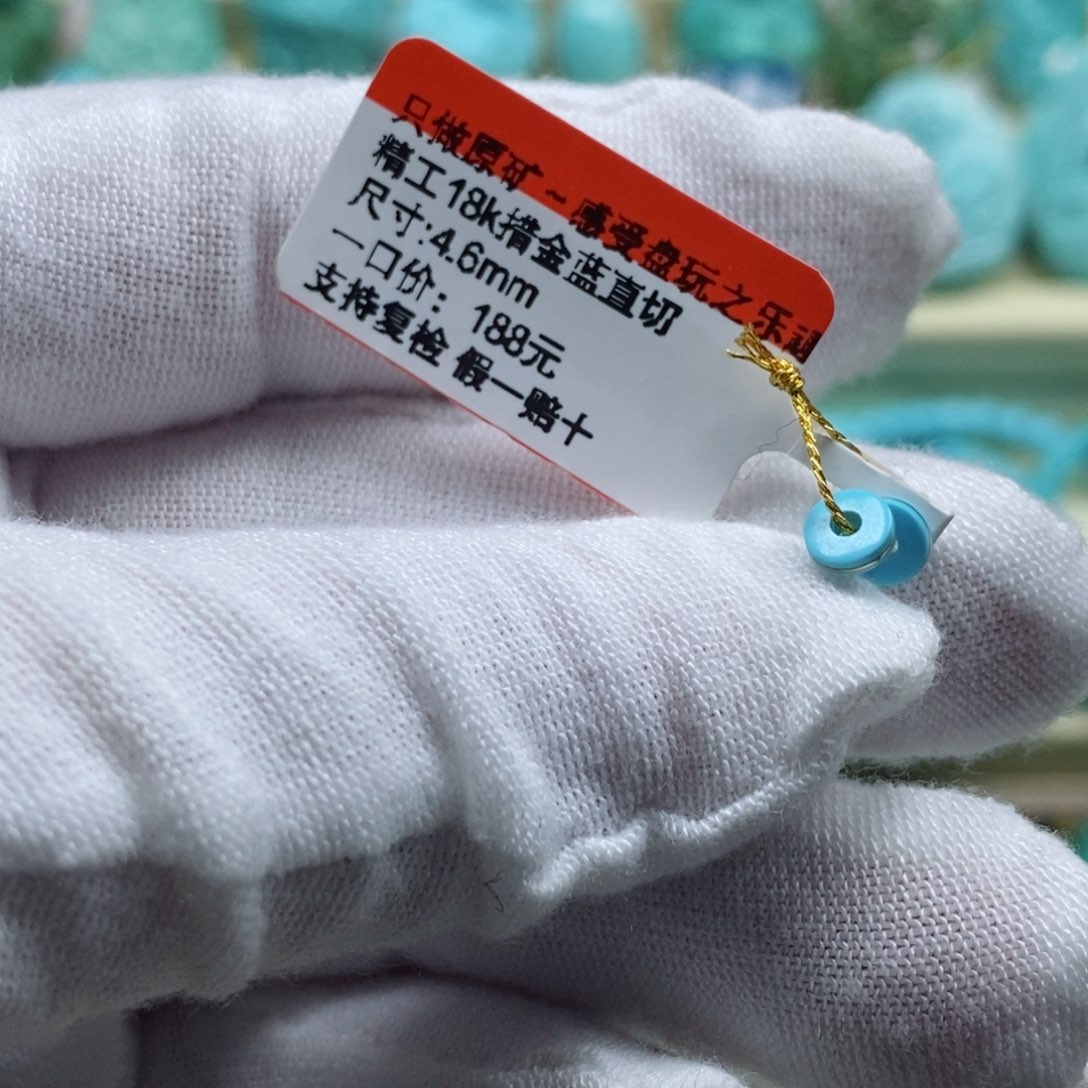 只做原矿~感受盘玩之乐趣
精工18k措金蓝直切
尺寸:4.6mm
一口价：188元
支持复检 假一赔十